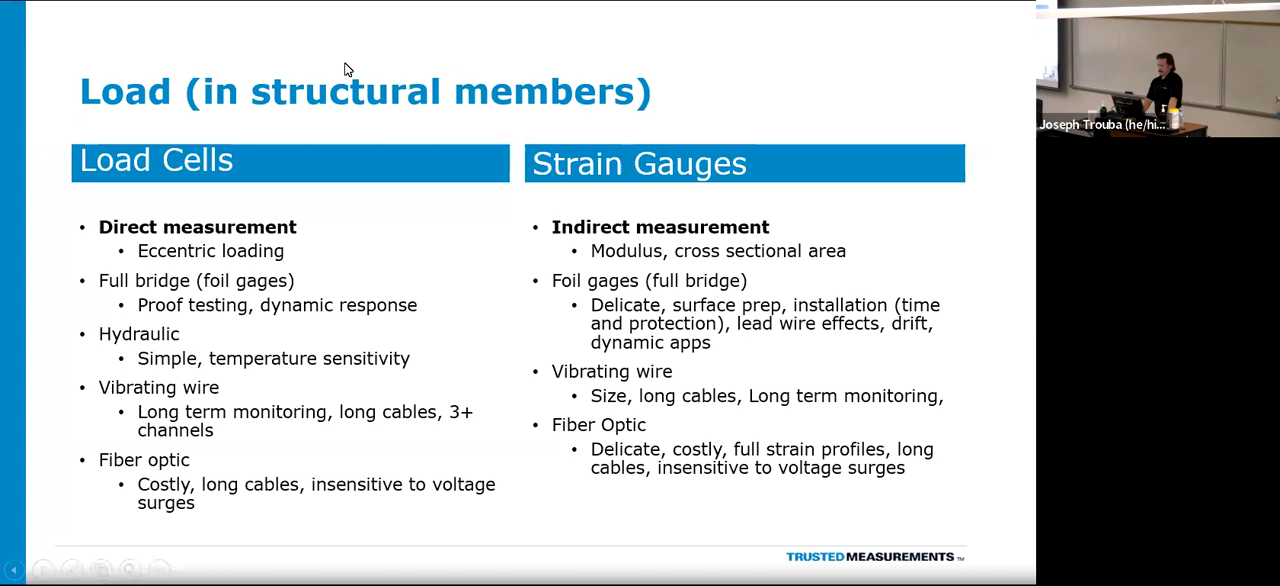 Load (in structural members)
Load Cells
• Direct measurement
• Eccentric loading
• Full bridge (foil gages)
• Proof testing, dynamic response
• Hydraulic
• Simple, temperature sensitivity
• Vibrating wire
• Long term monitoring, long cables, 3+
channels
• Fiber optic
• Costly, long cables, insensitive to voltage
surges
Strain Gauges
• Indirect measurement
• Modulus, cross sectional area
• Foil gages (full bridge)
• Delicate, surface prep, installation (time
and protection), lead wire effects, drift,
dynamic apps
• Vibrating wire
• Size, long cables, Long term monitoring,
• Fiber Optic
• Delicate, costly, full strain profiles, long
cables, insensitive to voltage surges
TRUSTED MEASUREMENTS ™
Joseph Trouba (he/hi...